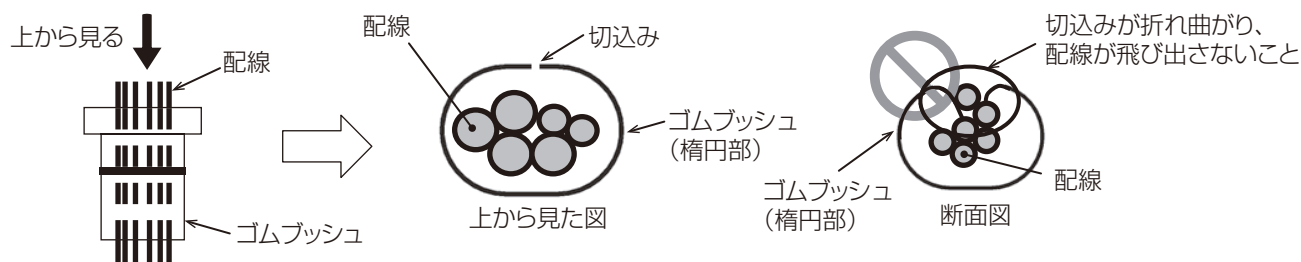 上から見る
配線
ゴムブッシュ
配線
切込み
ゴムブッシュ
（楕円部）
上から見た図
切込みが折れ曲がり、
配線が飛び出さないこと
ゴムブッシュ
（楕円部）
配線
断面図